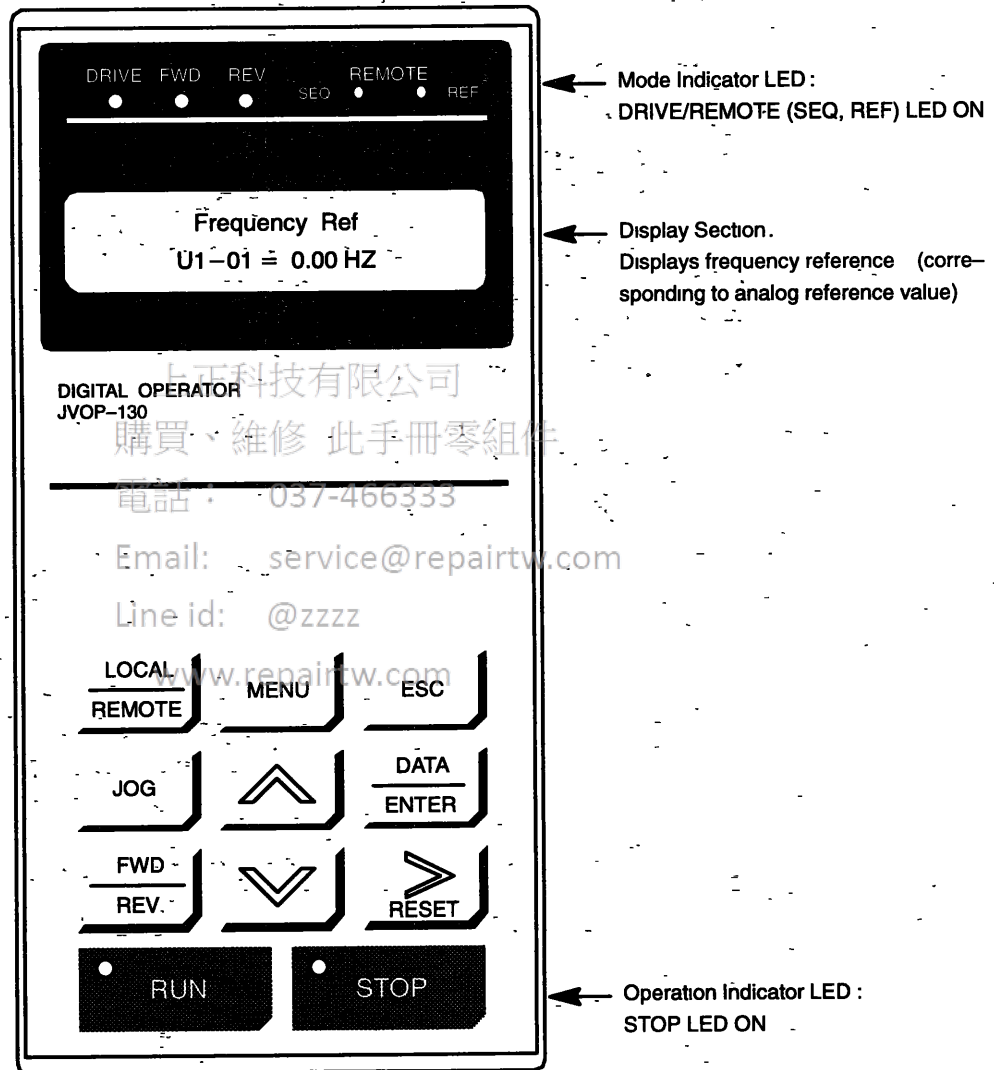 DRIVE FWD REV REMOTE
SEQ REF
Mode Indicator LED :
DRIVE/REMOTE (SEQ, REF) LED ON
Frequency Ref
U1-01 = 0.00 HZ
Display Section.
Displays frequency reference (corre-
sponding to analog reference value)
上正科技有限公司
DIGITAL OPERATOR
JVOP-130
購買、維修 此手冊零組件
電話： 037-466333
Email: service@repairtw.com
Line id: @zzzz
www.repairtw.com
LOCAL
REMOTE
MENU
ESC
JOG
DATA
ENTER
FWD
REV
RESET
RUN
STOP
Operation Indicator LED :
STOP LED ON